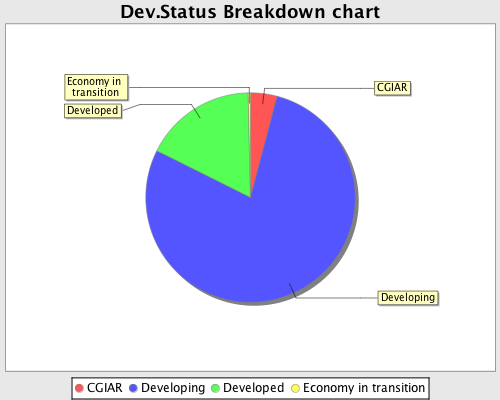 Dev.Status Breakdown chart
Economy in
transition
CGIAR
Developed
Developing
CGIAR Developing Developed Economy in transition